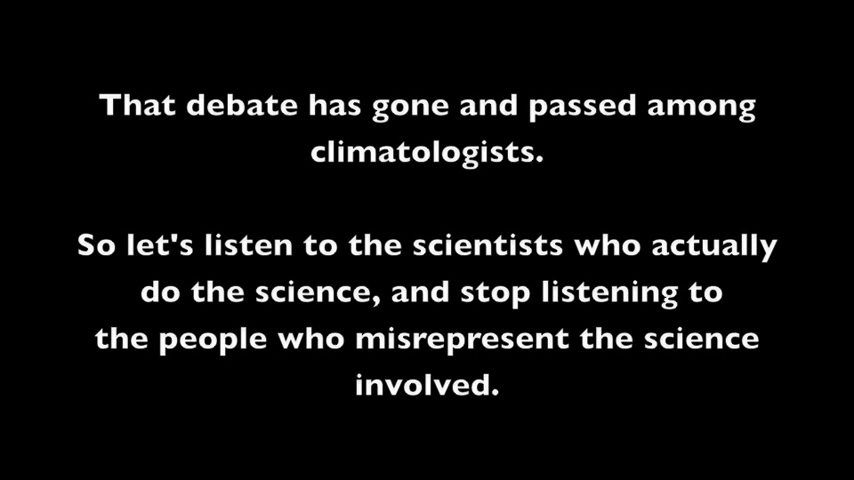 That debate has gone and passed among
climatologists.
So let's listen to the scientists who actually
do the science, and stop listening to
the people who misrepresent the science
involved.